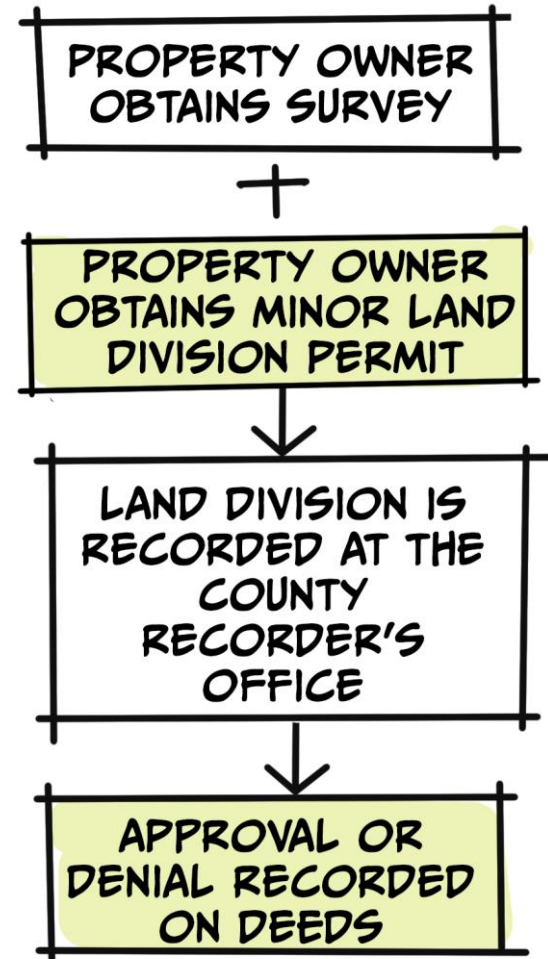 PROPERTY OWNER
OBTAINS SURVEY
+
PROPERTY OWNER
OBTAINS MINOR LAND
DIVISION PERMIT
LAND DIVISION IS
RECORDED AT THE
COUNTY
RECORDER'S
OFFICE
APPROVAL OR
DENIAL RECORDED
ON DEEDS